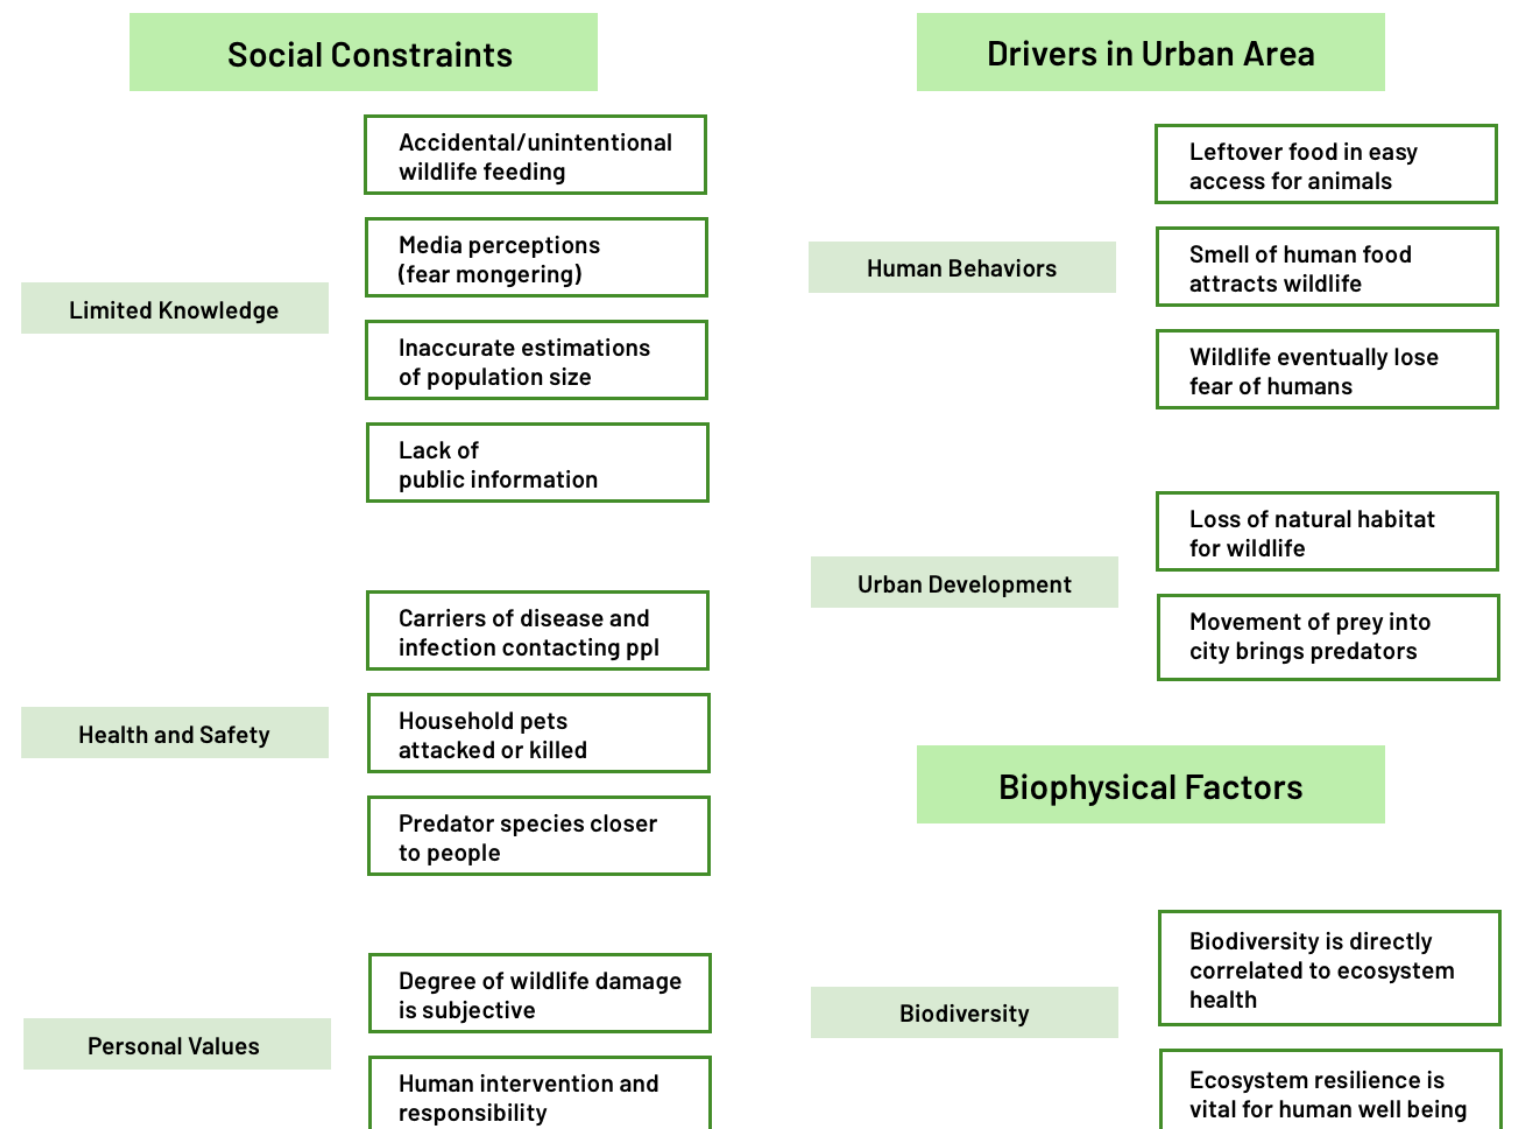 Social Constraints
Limited Knowledge
Accidental/unintentional
wildlife feeding
Media perceptions
(fear mongering)
Inaccurate estimations
of population size
Lack of
public information
Health and Safety
Carriers of disease and
infection contacting ppl
Household pets
attacked or killed
Predator species closer
to people
Personal Values
Degree of wildlife damage
is subjective
Human intervention and
responsibility
Drivers in Urban Area
Human Behaviors
Leftover food in easy
access for animals
Smell of human food
attracts wildlife
Wildlife eventually lose
fear of humans
Urban Development
Loss of natural habitat
for wildlife
Movement of prey into
city brings predators
Biophysical Factors
Biodiversity
Biodiversity is directly
correlated to ecosystem
health
Ecosystem resilience is
vital for human well being